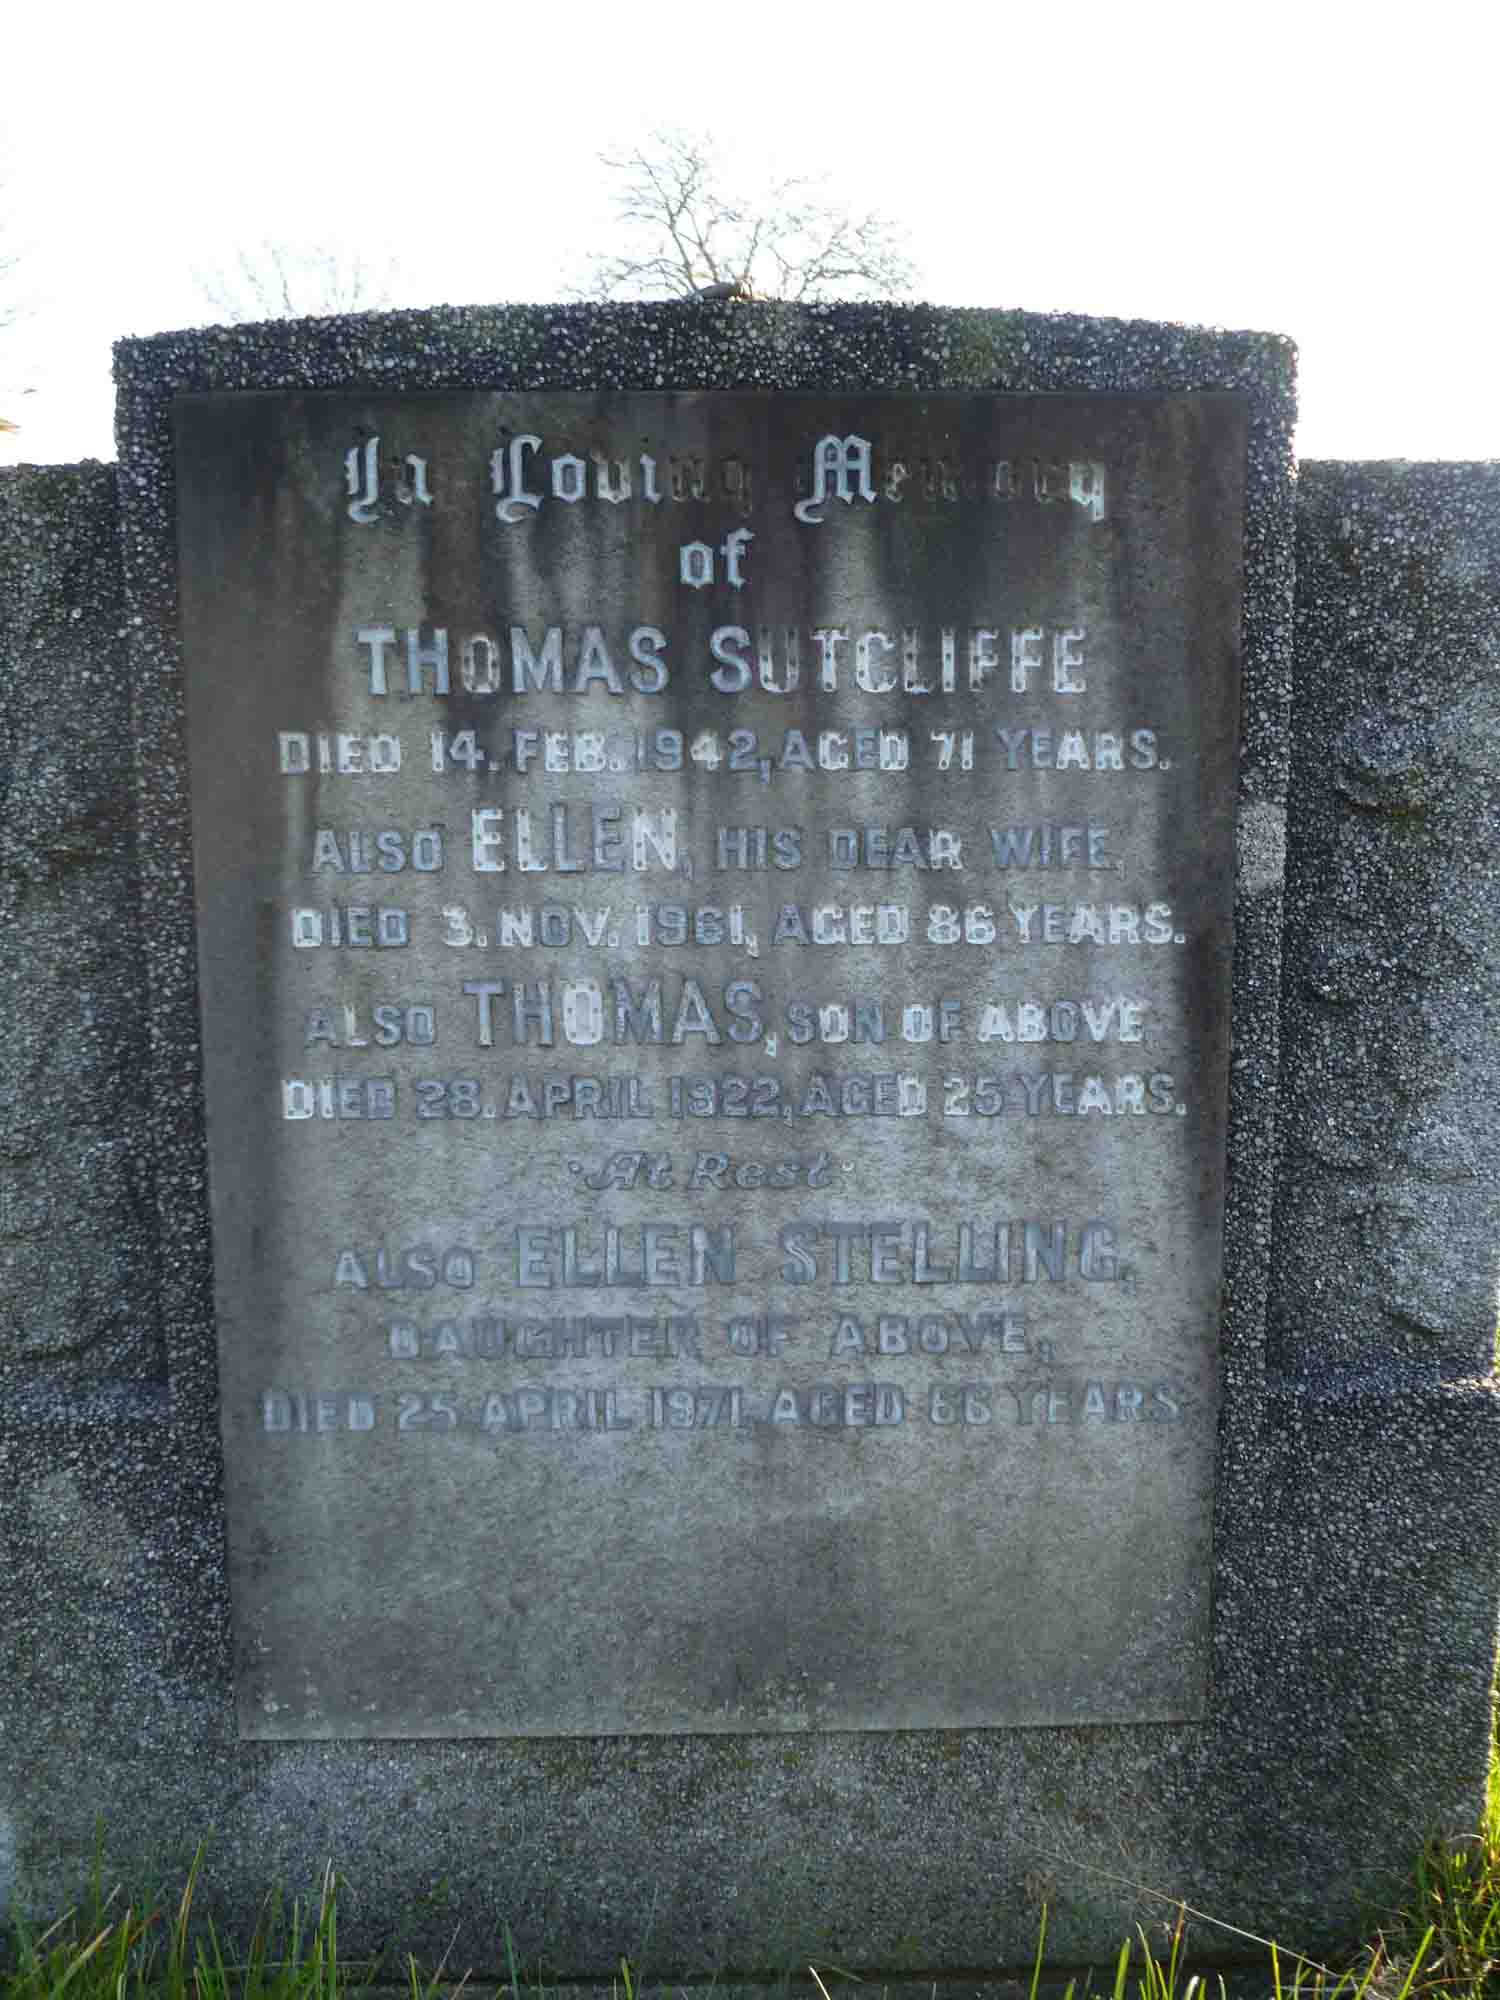 In Loving Memory
of
THOMAS SUTCLIFFE
DIED 14. FEB. 1942, AGED 71 YEARS.
ALSO ELLEN, HIS DEAR WIFE,
DIED 3. NOV. 1961, AGED 86 YEARS.
ALSO THOMAS, SON OF ABOVE,
DIED 28. APRIL 1922, AGED 25 YEARS.
·At Rest·
ALSO ELLEN STELLING,
DAUGHTER OF ABOVE,
DIED 25 APRIL 1971, AGED 66 YEARS